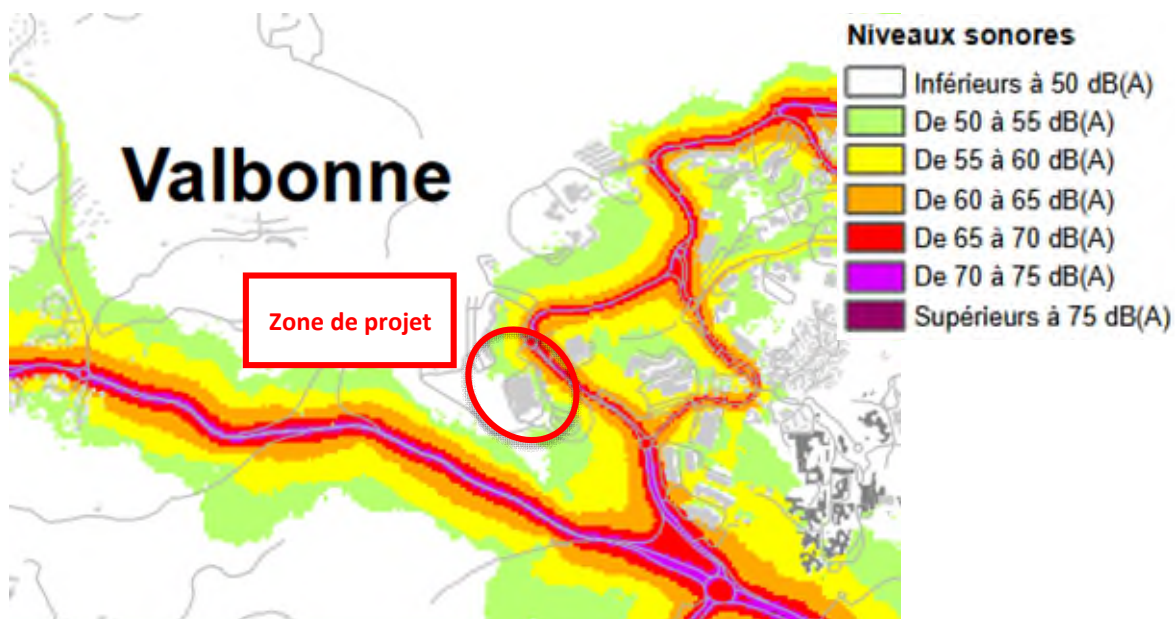 Valbonne
Zone de projet
Niveaux sonores
Inférieurs à 50 dB(A)
De 50 à 55 dB(A)
De 55 à 60 dB(A)
De 60 à 65 dB(A)
De 65 à 70 dB(A)
De 70 à 75 dB(A)
Supérieurs à 75 dB(A)